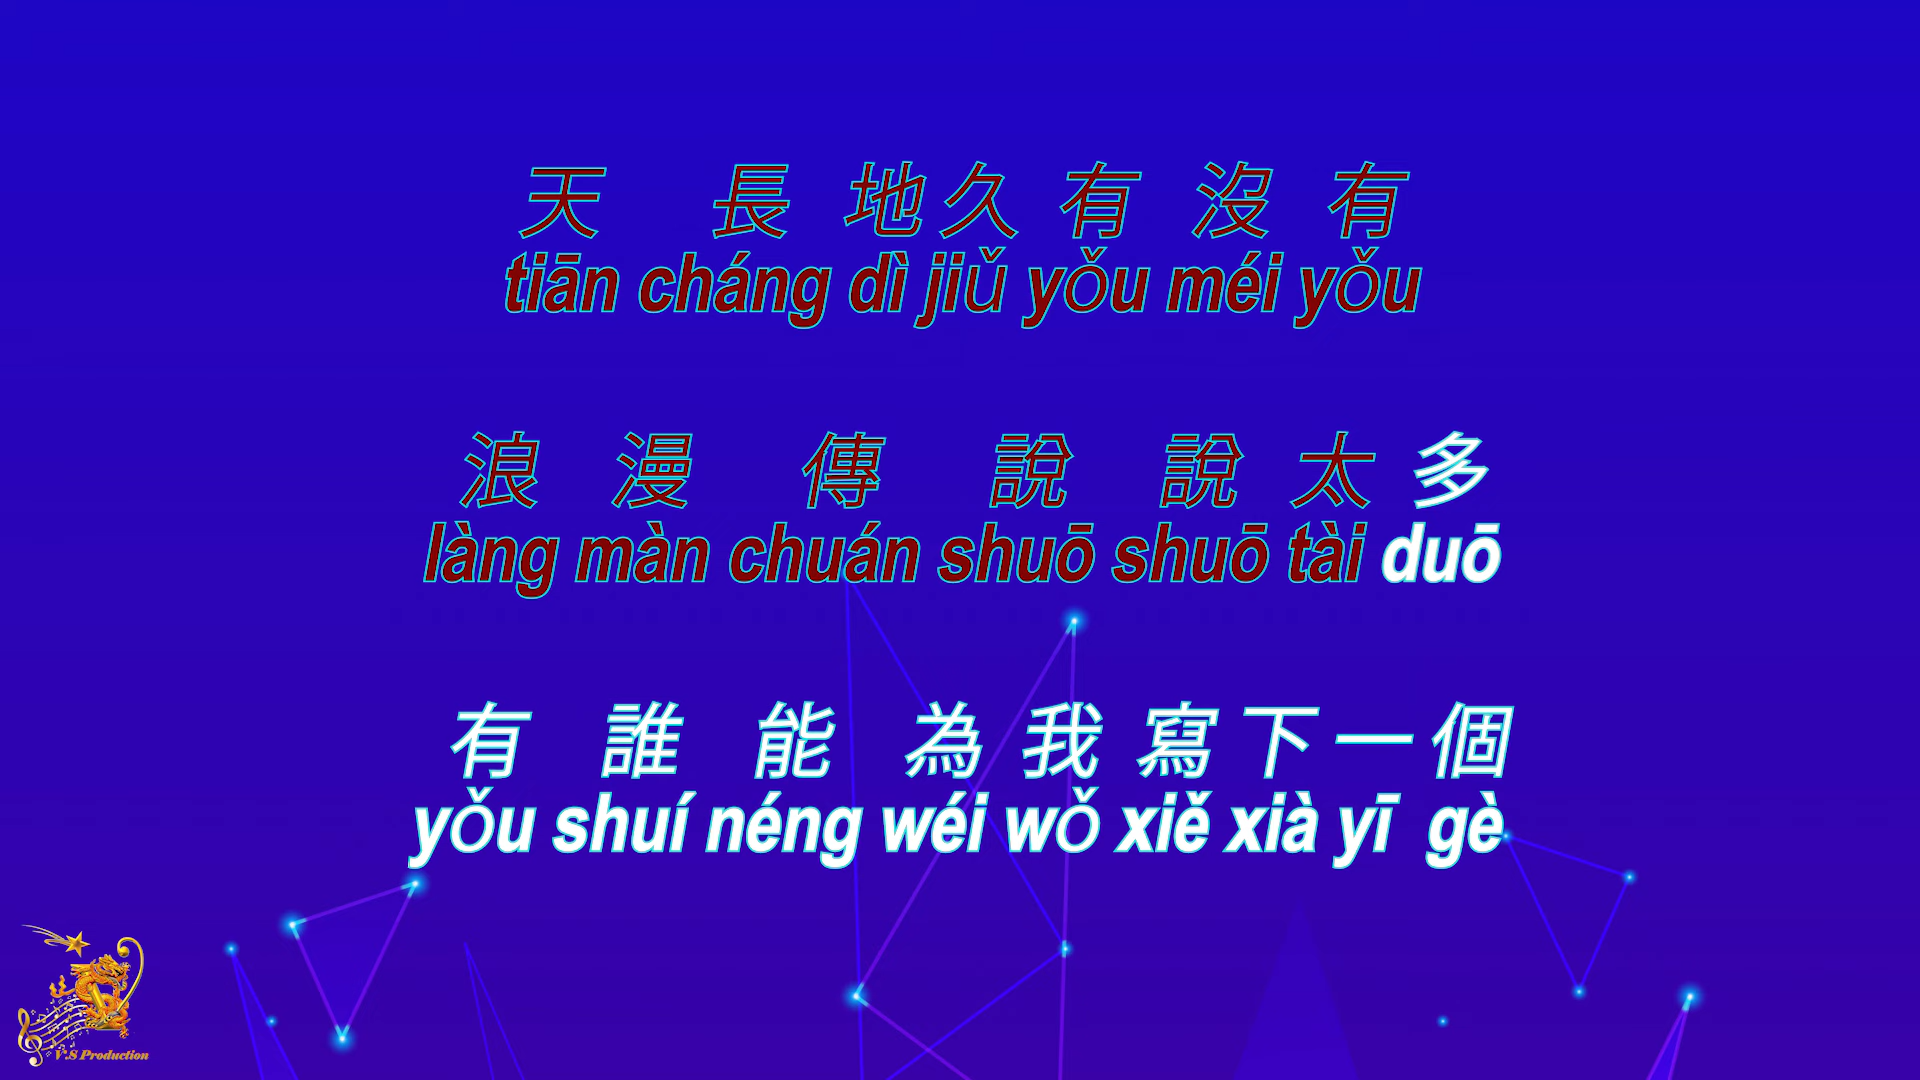 天 長 地 久 有 沒 有
tiān cháng dì jiǔ yǒu méi yǒu
浪 漫 傳 說 說 太 多
làng màn chuán shuō shuō tài duō
有 誰 能 為 我 寫 下 一 個
yǒu shuí néng wéi wǒ xiě xià yī gè
V.S Production